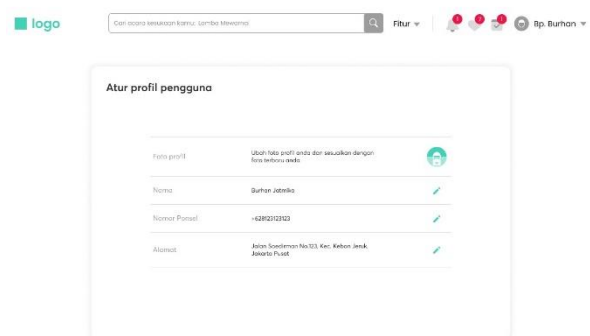 logo
Cari acara sesukaan kamu: Lomba Mewarnai
Fitur
Bp. Burhan
Atur profil pengguna
Foto profil
Ubah foto profil anda dan sesuaikan dengan
foto terbaru anda
Nama
Burhan Jatmika
Nomor Ponsel
+628123123123
Alamat
Jalan Soedirman No.123, Kec. Kebon Jeruk,
Jakarta Pusat